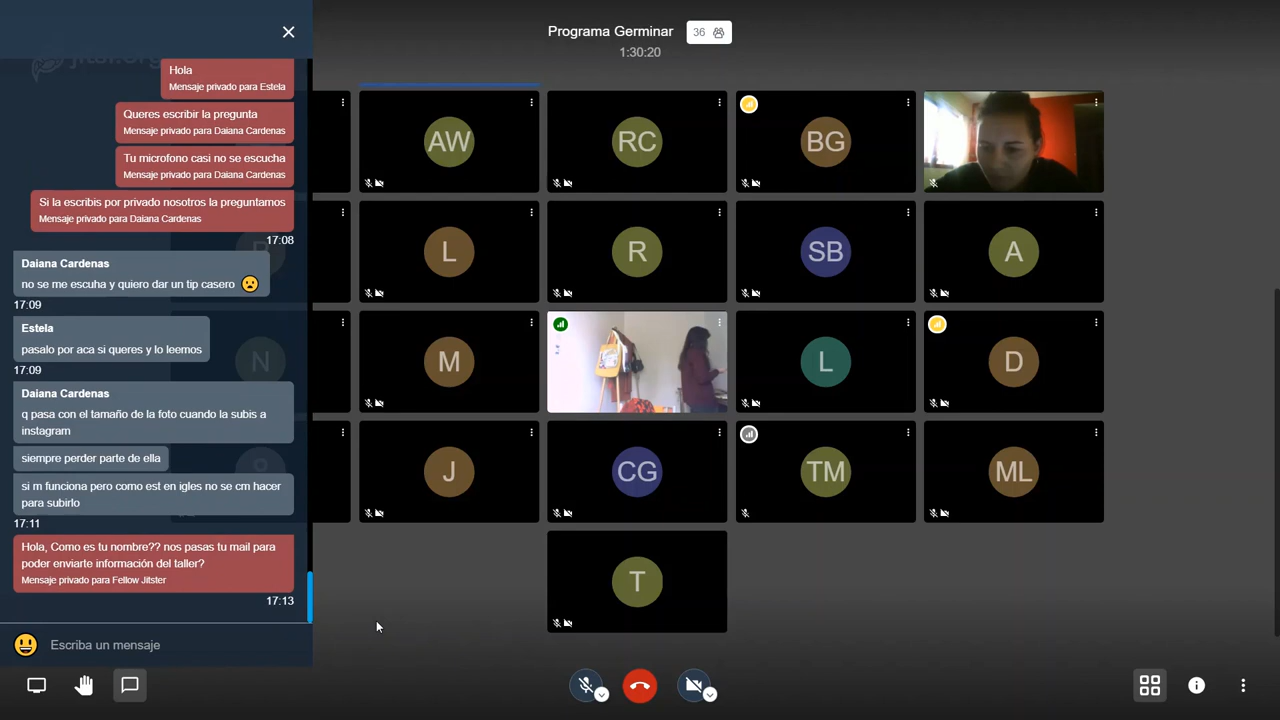 Programa Germinar
36
1:30:20
jitsi.org
Hola
Mensaje privado para Estela
Queres escribir la pregunta
Mensaje privado para Daiana Cardenas
Tu microfono casi no se escucha
Mensaje privado para Daiana Cardenas
Si la escribis por privado nosotros la preguntamos
Mensaje privado para Daiana Cardenas
17:08
Daiana Cardenas
no se me escuha y quiero dar un tip casero
17:09
Estela
pasalo por aca si queres y lo leemos
17:09
Daiana Cardenas
q pasa con el tamaño de la foto cuando la subis a
instagram
siempre perder parte de ella
si m funciona pero como est en igles no se cm hacer
para subirlo
17:11
Hola, Como es tu nombre?? nos pasas tu mail para
poder enviarte información del taller?
Mensaje privado para Fellow Jitster
17:13
Escriba un mensaje
AW
RC
BG
L
R
SB
A
N
M
L
D
J
CG
TM
ML
T